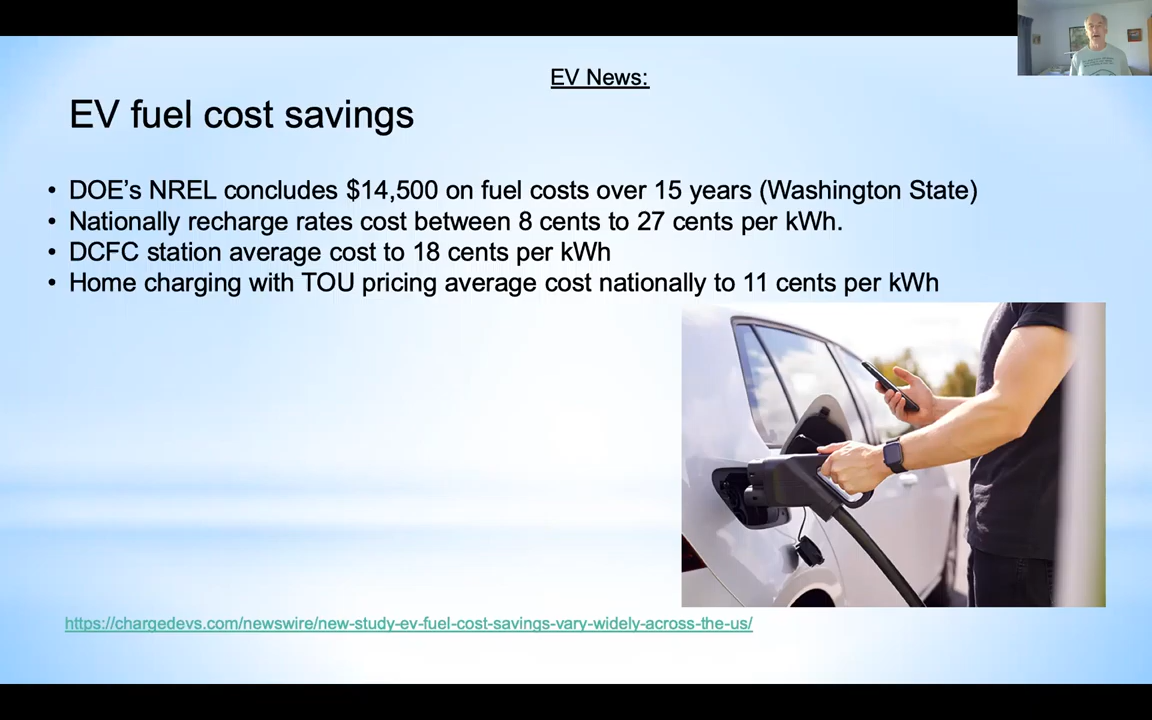 EV News:
EV fuel cost savings
• DOE’s NREL concludes $14,500 on fuel costs over 15 years (Washington State)
• Nationally recharge rates cost between 8 cents to 27 cents per kWh.
• DCFC station average cost to 18 cents per kWh
• Home charging with TOU pricing average cost nationally to 11 cents per kWh
https://chargedevs.com/newswire/new-study-ev-fuel-cost-savings-vary-widely-across-the-us/